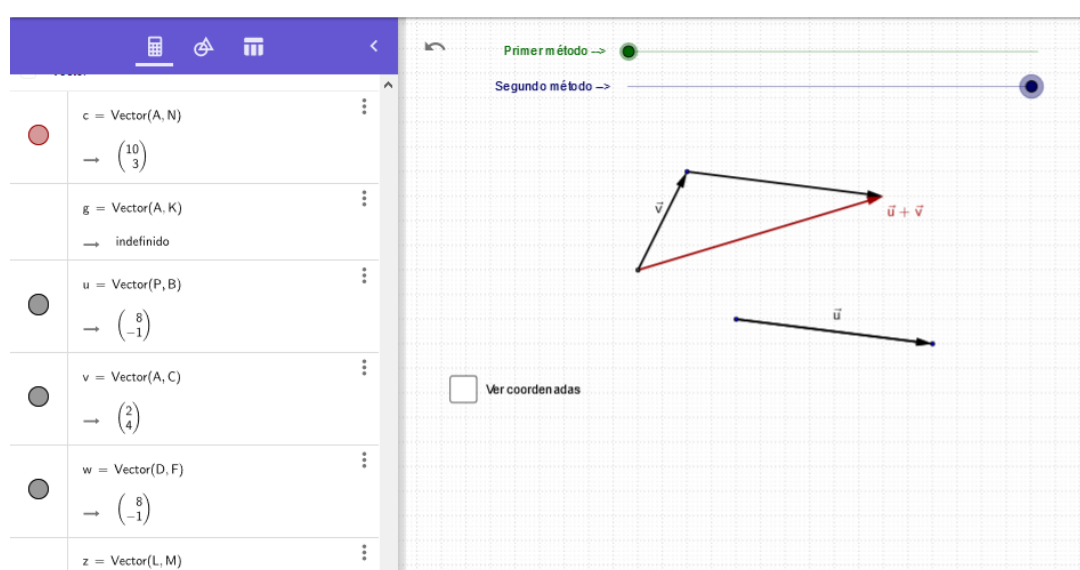 c = Vector(A, N)
→ (10 3)
g = Vector(A, K)
→ indefinido
u = Vector(P, B)
→ (8 −1)
v = Vector(A, C)
→ (2 4)
w = Vector(D, F)
→ (8 −1)
z = Vector(L, M)
Primer método -->
Segundo método -->
v⃗
u⃗ + v⃗
u⃗
Ver coordenadas